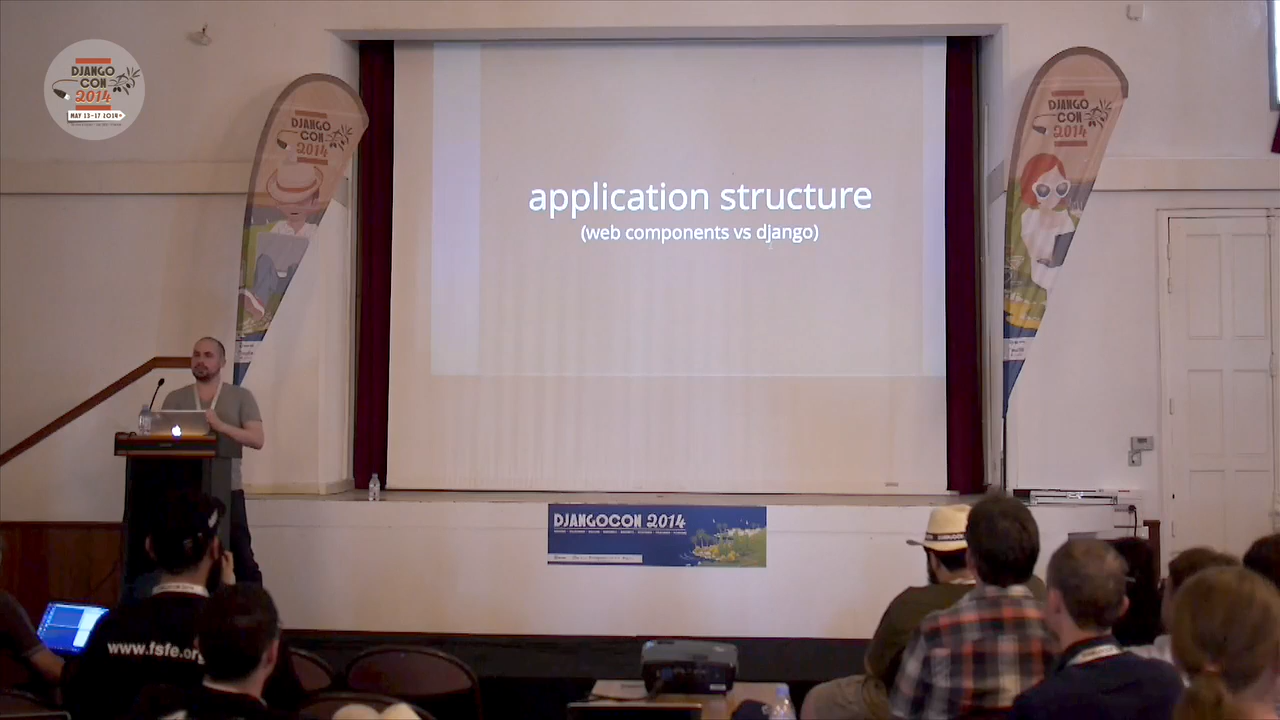 DJANGO
CON
2014
MAY 13-17 2014
DJANGO
CON
2014
DJANGO
CON
2014
application structure
(web components vs django)
DJANGOCON 2014
www.fsfe.org